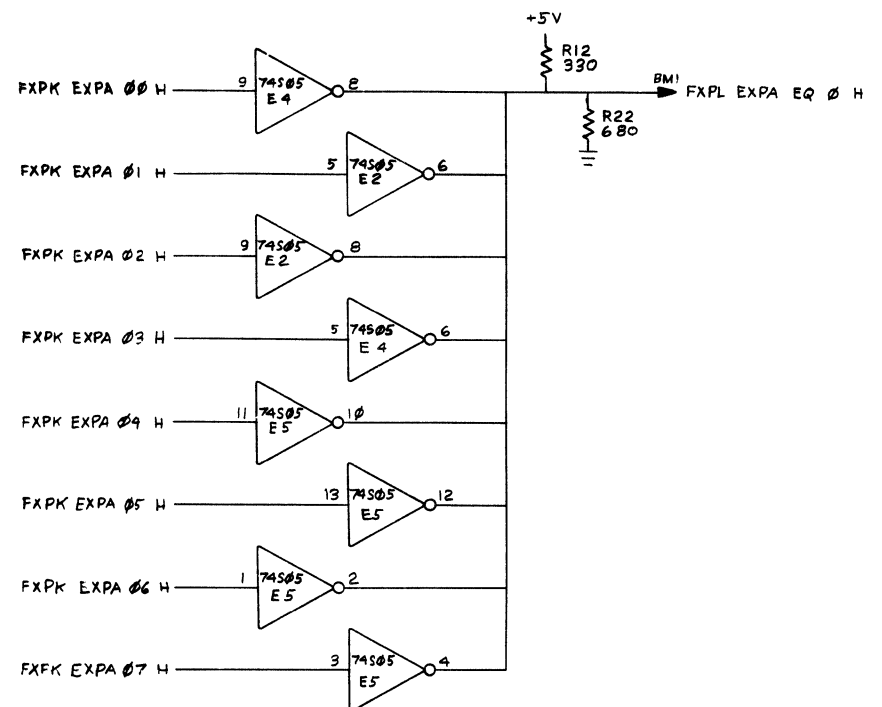 +5V
R12
330
FXPK EXPA ØØ H
9
74SØ5
E4
8
BM1
FXPL EXPA EQ Ø H
R22
680
FXPK EXPA Ø1 H
5
74SØ5
E2
6
FXPK EXPA Ø2 H
9
74SØ5
E2
8
FXPK EXPA Ø3 H
5
74SØ5
E4
6
FXPK EXPA Ø4 H
11
74SØ5
E5
1Ø
FXPK EXPA Ø5 H
13
74SØ5
E5
12
FXPK EXPA Ø6 H
1
74SØ5
E5
2
FXFK EXPA Ø7 H
3
74SØ5
E5
4